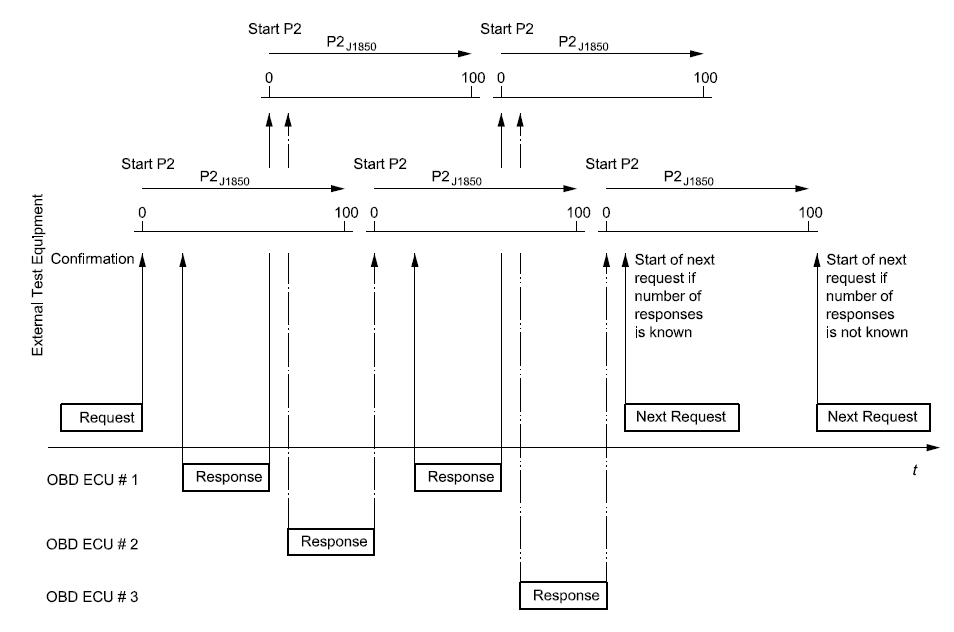 Start P2
Start P2
P2J1850
P2J1850
0
100
0
100
Start P2
Start P2
Start P2
P2J1850
P2J1850
P2J1850
0
100
0
100
0
100
External Test Equipment
Confirmation
Start of next
request if
number of
responses
is known
Start of next
request if
number of
responses
is not known
Request
Next Request
Next Request
t
OBD ECU # 1
Response
Response
OBD ECU # 2
Response
OBD ECU # 3
Response